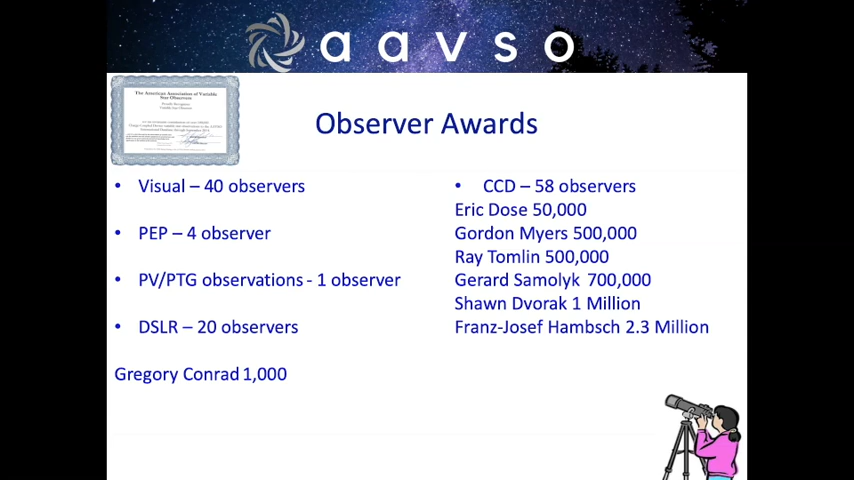 aavso
The American Association of Variable
Star Observers
Observer Awards
• Visual – 40 observers
• PEP – 4 observer
• PV/PTG observations - 1 observer
• DSLR – 20 observers
Gregory Conrad 1,000
• CCD – 58 observers
Eric Dose 50,000
Gordon Myers 500,000
Ray Tomlin 500,000
Gerard Samolyk 700,000
Shawn Dvorak 1 Million
Franz-Josef Hambsch 2.3 Million